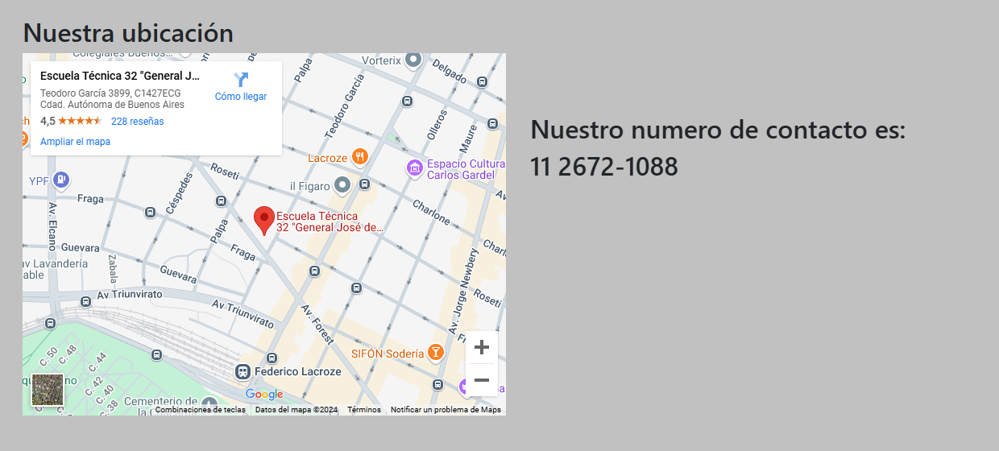 Nuestra ubicación
Colegiales Buenos...
Escuela Técnica 32 "General J...
Teodoro García 3899, C1427ECG
Cdad. Autónoma de Buenos Aires
4,5
228 reseñas
Ampliar el mapa
Cómo llegar
Vorterix
Delgado
Palpa
Teodoro García
Olleros
Maure
Lacroze
Espacio Cultura
Carlos Gardel
YPF
Roseti
il Figaro
Fraga
Céspedes
Charlone
Av. Elcano
Escuela Técnica
32 "General José de...
Palpa
Guevara
Fraga
Zabala
av Lavandería
able
Guevara
Av. Jorge Newbery
Roseti
Av Triunvirato
Av Triunvirato
Av. Forest
SIFÓN Sodería
C. 50
C. 48
C. 44
C. 42
C. 40
C. 38
Federico Lacroze
Cementerio de
la Chaca
Google
Combinaciones de teclas
Datos del mapa ©2024
Términos
Notificar un problema de Maps
Nuestro numero de contacto es:
11 2672-1088